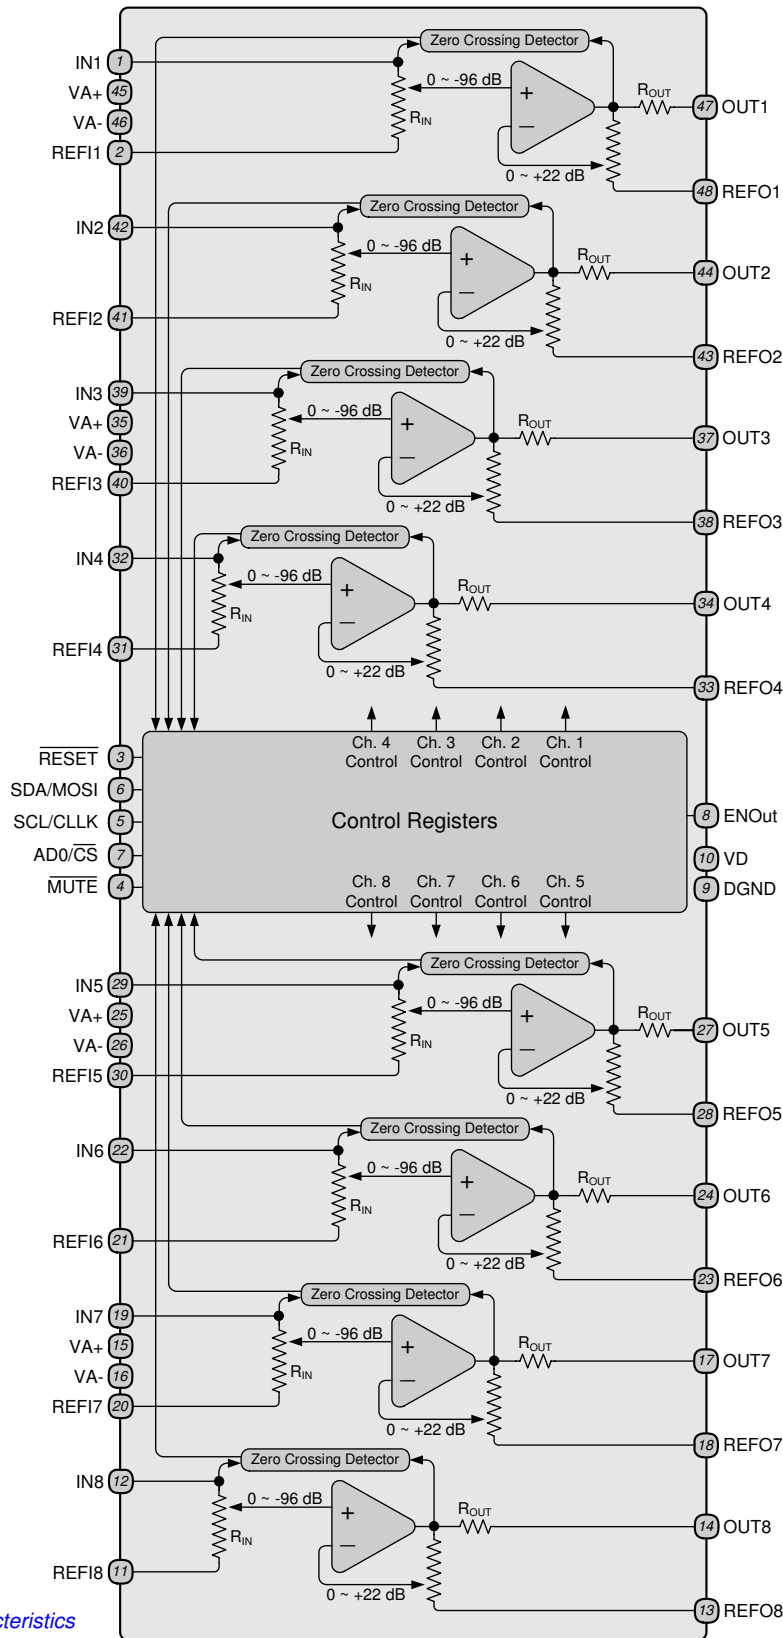 Zero Crossing Detector
IN1 1
0 ~ -96 dB
VA+ 45
ROUT
+
47 OUT1
VA- 46
RIN
–
REFI1 2
0 ~ +22 dB
48 REFO1
Zero Crossing Detector
IN2 42
0 ~ -96 dB
ROUT
+
44 OUT2
RIN
–
REFI2 41
0 ~ +22 dB
43 REFO2
Zero Crossing Detector
IN3 39
0 ~ -96 dB
VA+ 35
ROUT
+
37 OUT3
VA- 36
RIN
–
REFI3 40
0 ~ +22 dB
38 REFO3
Zero Crossing Detector
IN4 32
0 ~ -96 dB
ROUT
+
34 OUT4
RIN
–
REFI4 31
0 ~ +22 dB
33 REFO4
Ch. 4 Control
Ch. 3 Control
Ch. 2 Control
Ch. 1 Control
RESET 3
SDA/MOSI 6
SCL/CLLK 5
AD0/CS 7
MUTE 4
Control Registers
8 ENOut
10 VD
9 DGND
Ch. 8 Control
Ch. 7 Control
Ch. 6 Control
Ch. 5 Control
Zero Crossing Detector
IN5 29
0 ~ -96 dB
VA+ 25
ROUT
+
27 OUT5
VA- 26
RIN
–
REFI5 30
0 ~ +22 dB
28 REFO5
Zero Crossing Detector
IN6 22
0 ~ -96 dB
ROUT
+
24 OUT6
RIN
–
REFI6 21
0 ~ +22 dB
23 REFO6
Zero Crossing Detector
IN7 19
0 ~ -96 dB
VA+ 15
ROUT
+
17 OUT7
VA- 16
RIN
–
REFI7 20
0 ~ +22 dB
18 REFO7
Zero Crossing Detector
IN8 12
0 ~ -96 dB
ROUT
+
14 OUT8
RIN
–
REFI8 11
0 ~ +22 dB
13 REFO8
cteristics